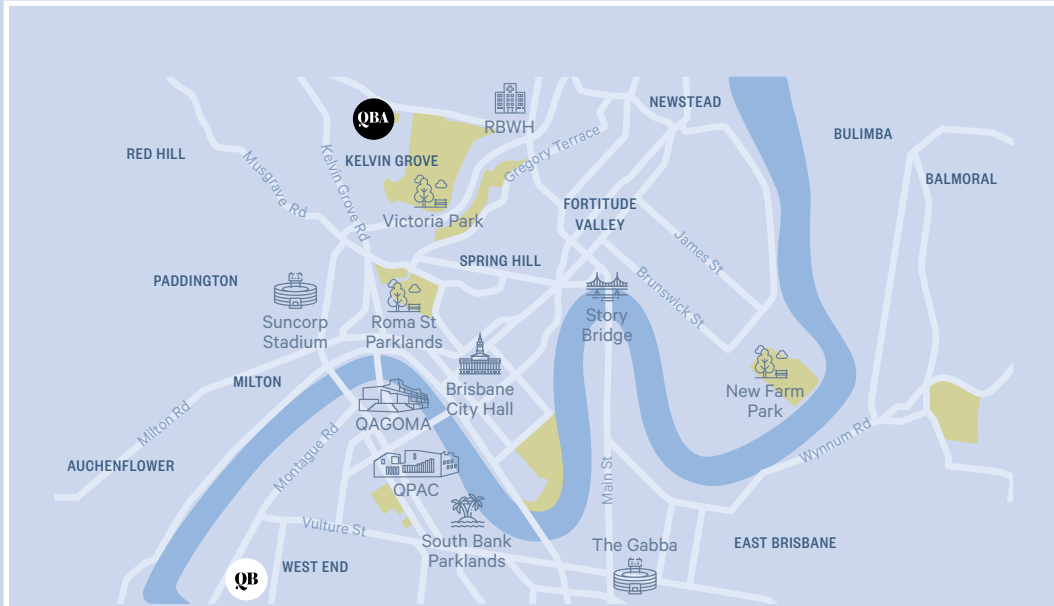 NEWSTEAD
QBA
RBWH
BULIMBA
RED HILL
KELVIN GROVE
Gregory Terrace
BALMORAL
Musgrave Rd
Kelvin Grove Rd
Victoria Park
FORTITUDE
VALLEY
James St
SPRING HILL
PADDINGTON
Brunswick St
Suncorp
Stadium
Roma St
Parklands
Story
Bridge
MILTON
Brisbane
City Hall
New Farm
Park
Milton Rd
QAGOMA
Montague Rd
Wynnum Rd
AUCHENFLOWER
QPAC
Main St
Vulture St
South Bank
Parklands
The Gabba
EAST BRISBANE
WEST END
QB